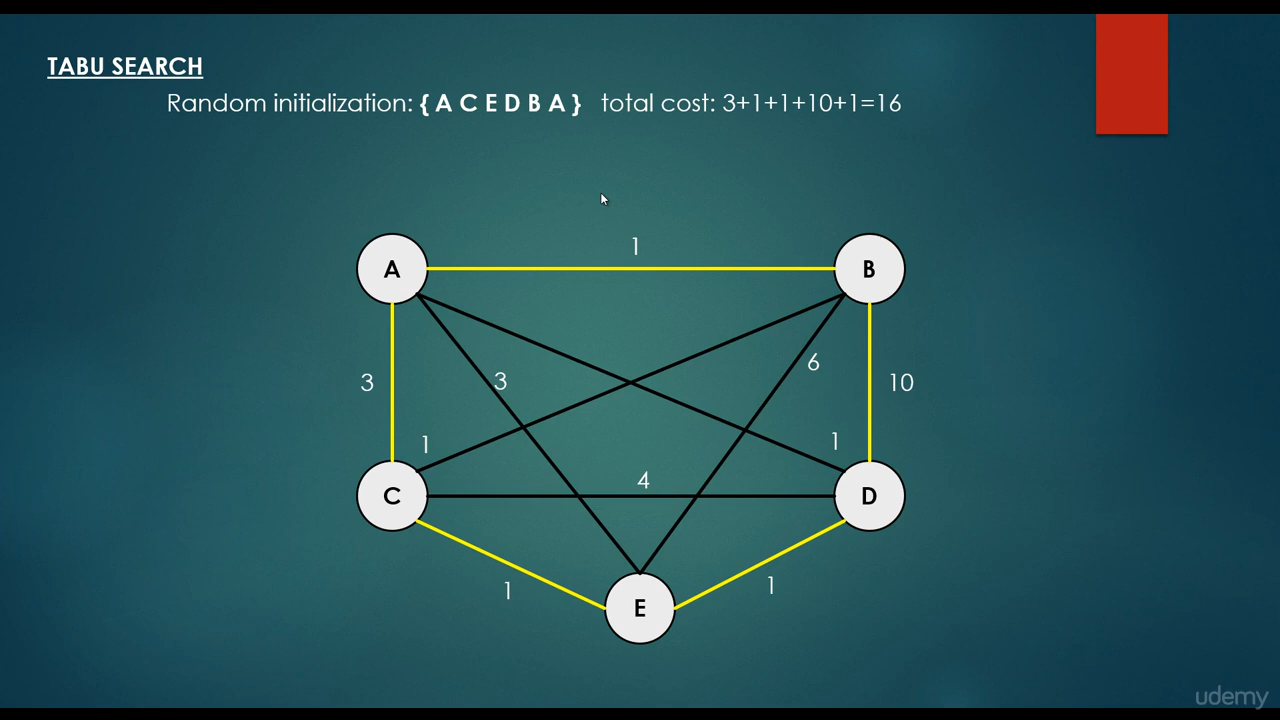 TABU SEARCH
Random initialization: { A C E D B A } total cost: 3+1+1+10+1=16
1
A
B
6
3
3
10
1
1
4
C
D
1
1
E
udemy